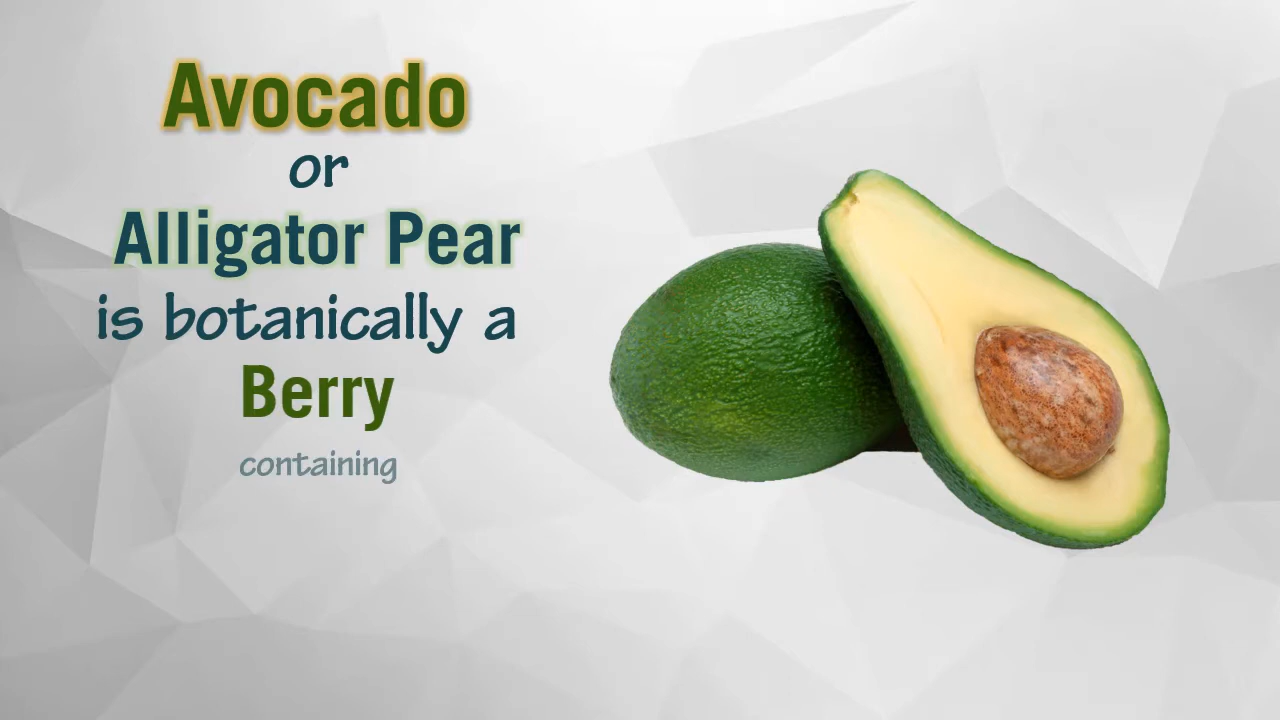 Avocado
or
Alligator Pear
is botanically a
Berry
containing